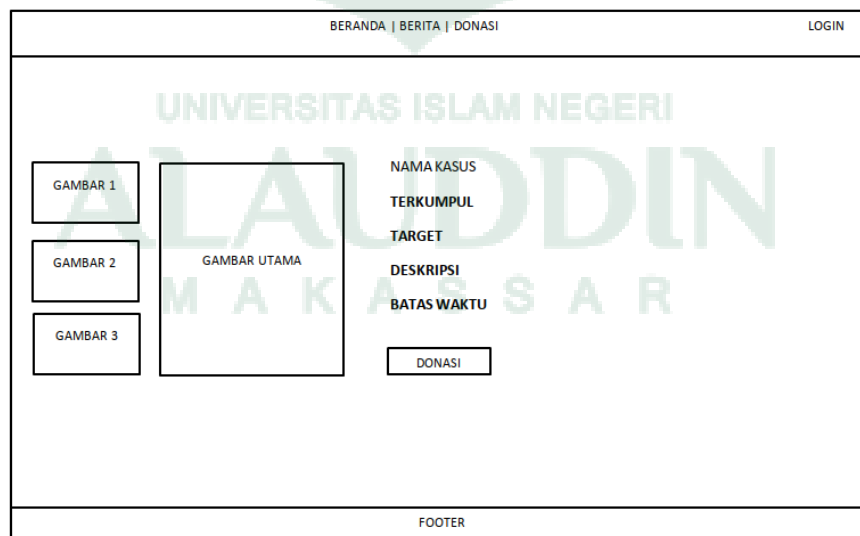 BERANDA | BERITA | DONASI
LOGIN
UNIVERSITAS ISLAM NEGERI
ALAUDDIN
MAKASSAR
GAMBAR 1
GAMBAR 2
GAMBAR 3
GAMBAR UTAMA
NAMA KASUS
TERKUMPUL
TARGET
DESKRIPSI
BATAS WAKTU
DONASI
FOOTER